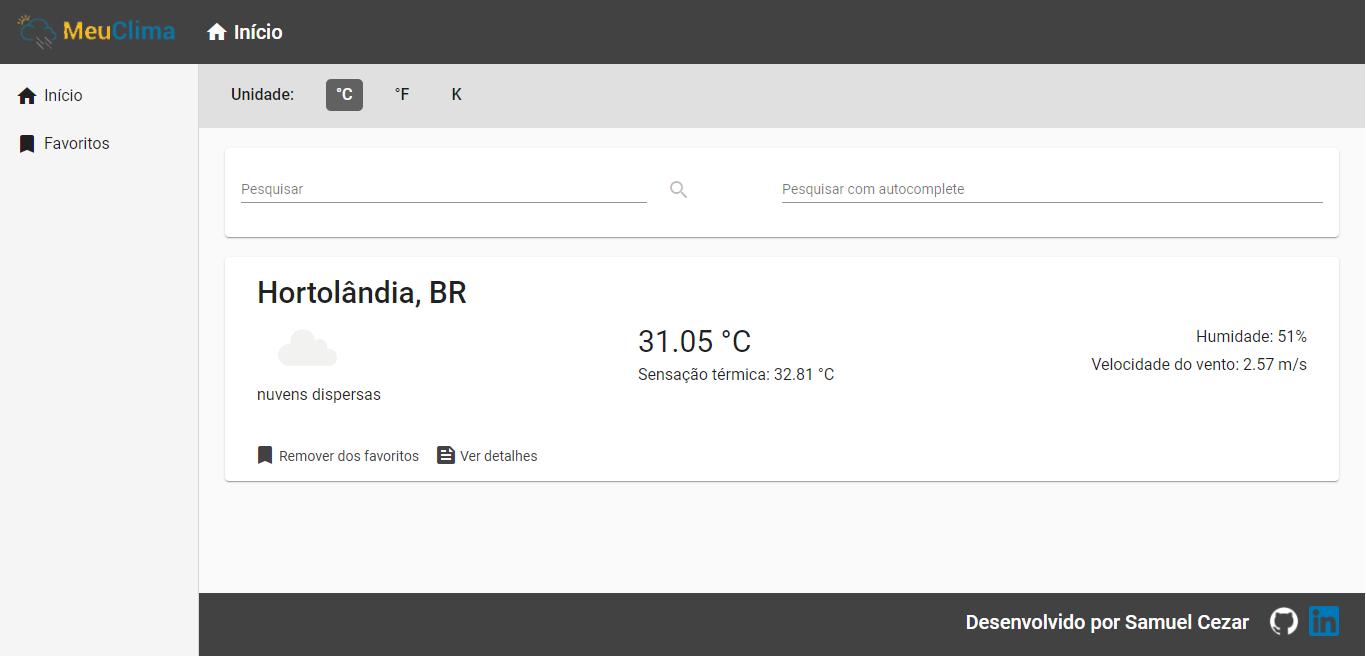 MeuClima
Início
Início
Favoritos
Unidade: °C °F K
Pesquisar
Pesquisar com autocomplete
Hortolândia, BR
nuvens dispersas
31.05 °C
Sensação térmica: 32.81 °C
Humidade: 51%
Velocidade do vento: 2.57 m/s
Remover dos favoritos
Ver detalhes
Desenvolvido por Samuel Cezar
in